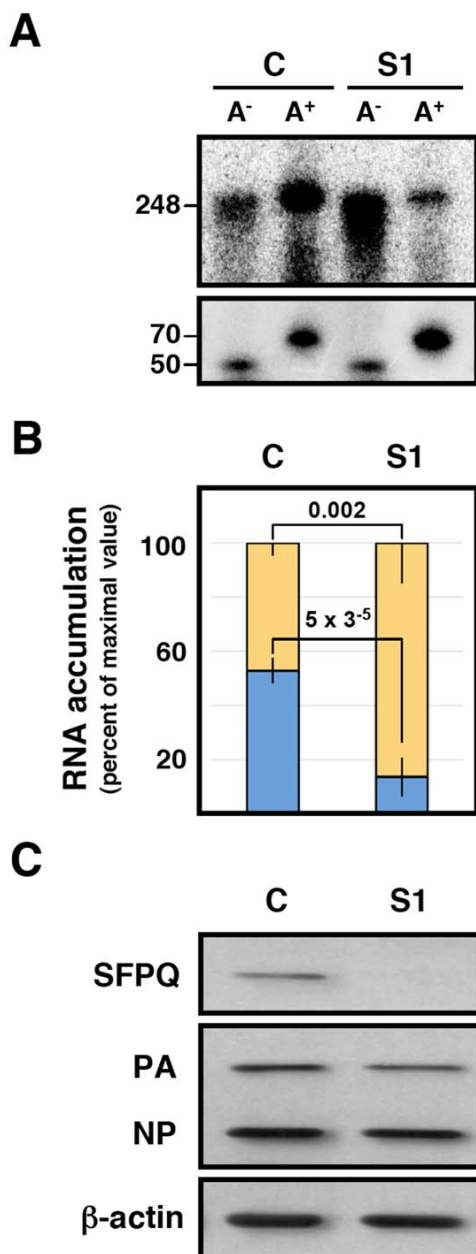 A
C S1
A⁻ A⁺ A⁻ A⁺
248
70
50
B
C S1
RNA accumulation
(percent of maximal value)
100
60
20
0.002
5 x 3⁻⁵
C
C S1
SFPQ
PA
NP
β-actin